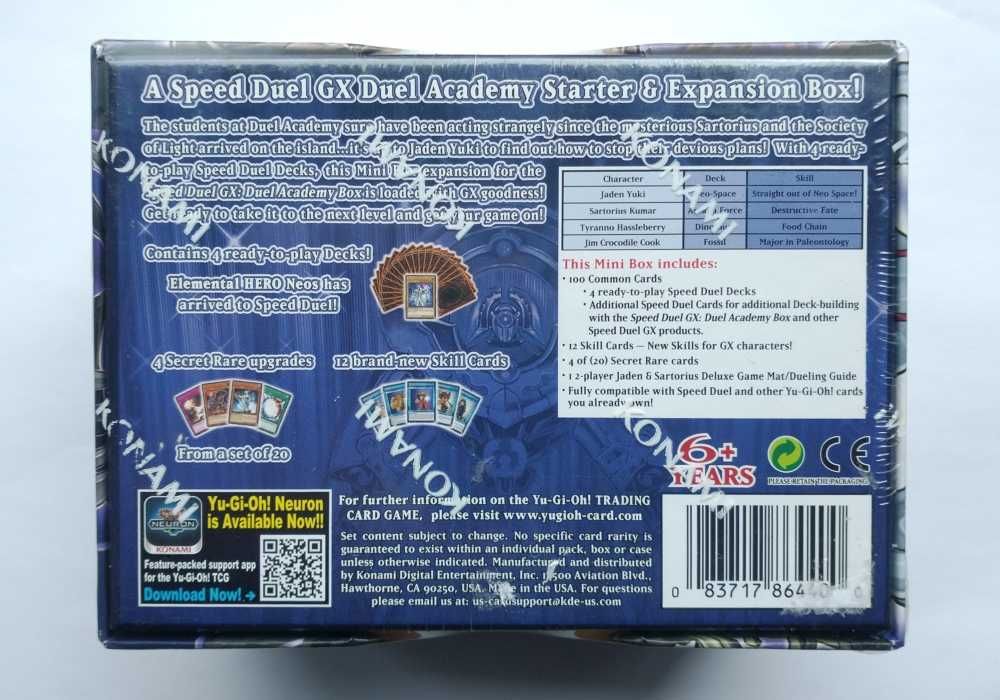 A Speed Duel GX Duel Academy Starter & Expansion Box!
The students at Duel Academy sure have been acting strangely since the mysterious Sartorius and the Society
of Light arrived on the island...it's up to Jaden Yuki to find out how to stop their devious plans! With 4 ready-
to-play Speed Duel Decks, this Mini Box expansion for the
Speed Duel GX: Duel Academy Box is loaded with GX goodness!
Get ready to take it to the next level and get your game on!
Contains 4 ready-to-play Decks!
Elemental HERO Neos has
arrived to Speed Duel!
4 Secret Rare upgrades
12 brand-new Skill Cards
From a set of 20
Character Deck Skill
Jaden Yuki Neo-Space Straight out of Neo Space!
Sartorius Kumar Force Destructive Fate
Tyranno Hassleberry Dinosaur Food Chain
Jim Crocodile Cook Fossil Major in Paleontology
This Mini Box includes:
• 100 Common Cards
• 4 ready-to-play Speed Duel Decks
• Additional Speed Duel Cards for additional Deck-building
with the Speed Duel GX: Duel Academy Box and other
Speed Duel GX products.
• 12 Skill Cards — New Skills for GX characters!
• 4 of (20) Secret Rare cards
• 1 2-player Jaden & Sartorius Deluxe Game Mat/Dueling Guide
• Fully compatible with Speed Duel and other Yu-Gi-Oh! cards
you already own!
6+
YEARS
PLEASE RETAIN THE PACKAGING
CE
NEURON
KONAMI
Yu-Gi-Oh! Neuron
is Available Now!!
Feature-packed support app
for the Yu-Gi-Oh! TCG
Download Now! →
For further information on the Yu-Gi-Oh! TRADING
CARD GAME, please visit www.yugioh-card.com
Set content subject to change. No specific card rarity is
guaranteed to exist within an individual pack, box or case
unless otherwise indicated. Manufactured and distributed
by Konami Digital Entertainment, Inc. 11500 Aviation Blvd.,
Hawthorne, CA 90250, USA. Made in the USA. For questions
please email us at: us-cardsupport@kde-us.com
0 83717 864
KONAMI
KONAMI
KONAMI
KONAMI
KONAMI
KONAMI